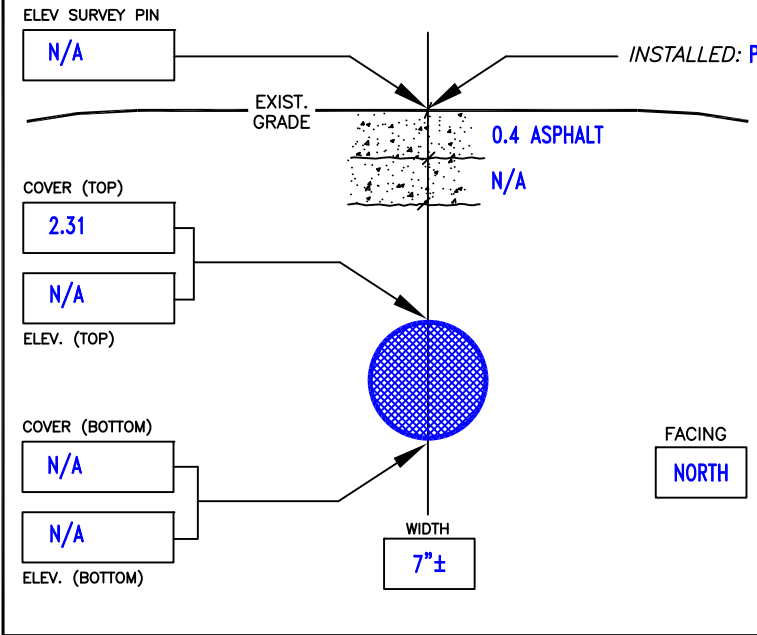 ELEV SURVEY PIN
N/A
INSTALLED: P
EXIST.
GRADE
0.4 ASPHALT
N/A
COVER (TOP)
2.31
N/A
ELEV. (TOP)
COVER (BOTTOM)
N/A
N/A
ELEV. (BOTTOM)
FACING
NORTH
WIDTH
7"±